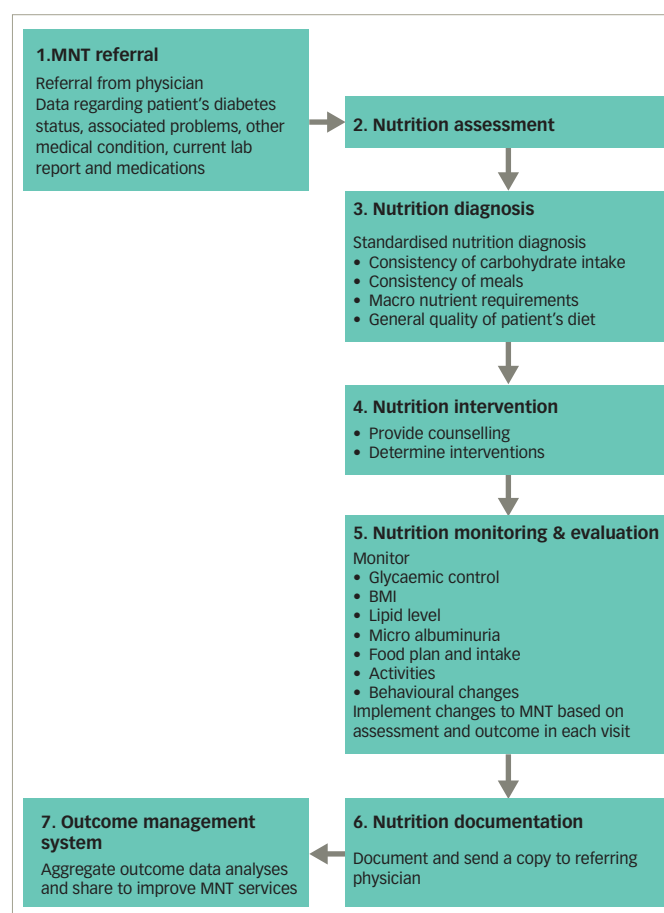 1.MNT referral
Referral from physician
Data regarding patient's diabetes
status, associated problems, other
medical condition, current lab
report and medications
2. Nutrition assessment
3. Nutrition diagnosis
Standardised nutrition diagnosis
• Consistency of carbohydrate intake
• Consistency of meals
• Macro nutrient requirements
• General quality of patient's diet
4. Nutrition intervention
• Provide counselling
• Determine interventions
5. Nutrition monitoring & evaluation
Monitor
• Glycaemic control
• BMI
• Lipid level
• Micro albuminuria
• Food plan and intake
• Activities
• Behavioural changes
Implement changes to MNT based on
assessment and outcome in each visit
6. Nutrition documentation
Document and send a copy to referring
physician
7. Outcome management
system
Aggregate outcome data analyses
and share to improve MNT services